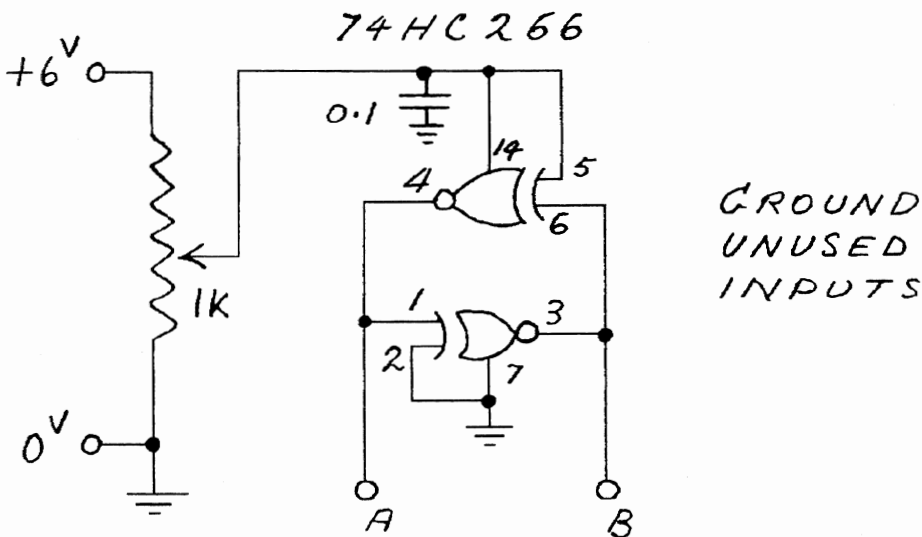 74HC266
+6V
0.1
14
4
5
6
GROUND
UNUSED
INPUTS
1K
1
3
2
7
0V
A
B